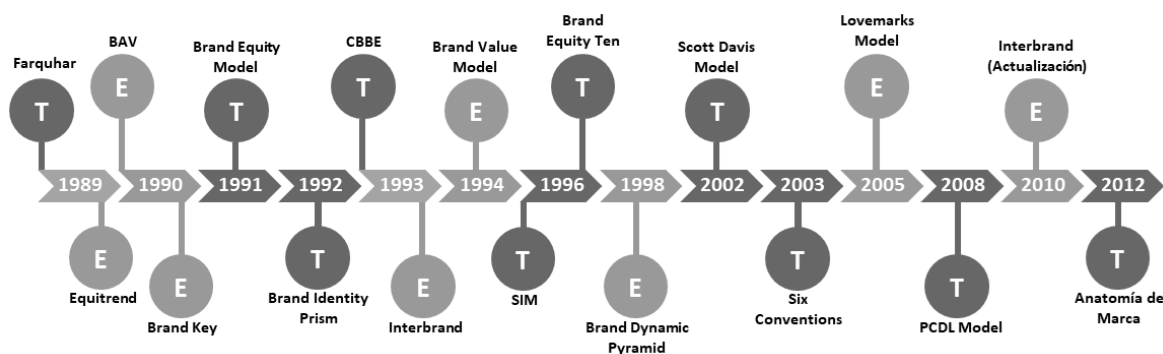 Farquhar
T
BAV
E
Brand Equity
Model
T
CBBE
T
Brand Value
Model
E
Brand
Equity Ten
T
Scott Davis
Model
T
Lovemarks
Model
E
Interbrand
(Actualización)
E
1989 1990 1991 1992 1993 1994 1996 1998 2002 2003 2005 2008 2010 2012
E
Equitrend
E
Brand Key
T
Brand Identity
Prism
E
Interbrand
T
SIM
E
Brand Dynamic
Pyramid
T
Six
Conventions
T
PCDL Model
T
Anatomía de
Marca